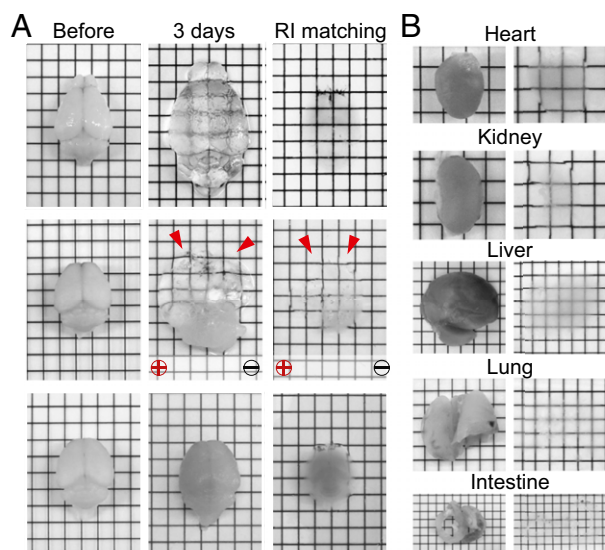 A
Before
3 days
RI matching
B
Heart
Kidney
Liver
Lung
Intestine